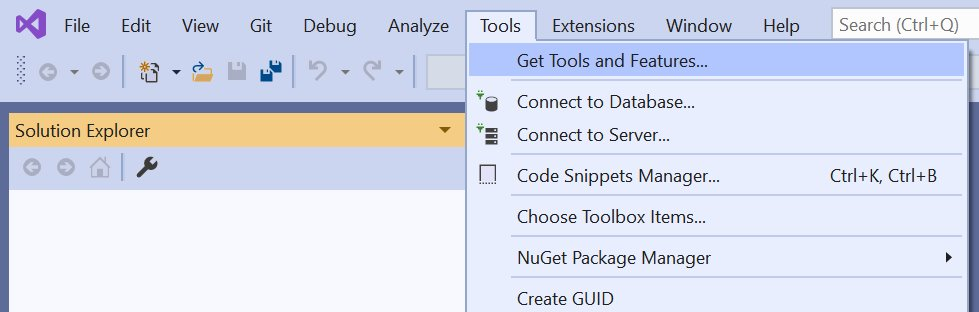 File Edit View Git Debug Analyze Tools Extensions Window Help Search (Ctrl+Q)
Get Tools and Features...
Connect to Database...
Solution Explorer
Connect to Server...
Code Snippets Manager... Ctrl+K, Ctrl+B
Choose Toolbox Items...
NuGet Package Manager
Create GUID